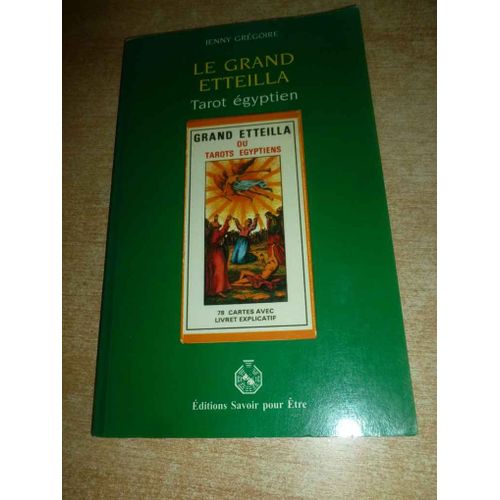 JENNY GRÉGOIRE
LE GRAND
ETTEILLA
Tarot égyptien
GRAND ETTEILLA
OU
TAROTS EGYPTIENS
78 CARTES AVEC
LIVRET EXPLICATIF
Éditions Savoir pour Être